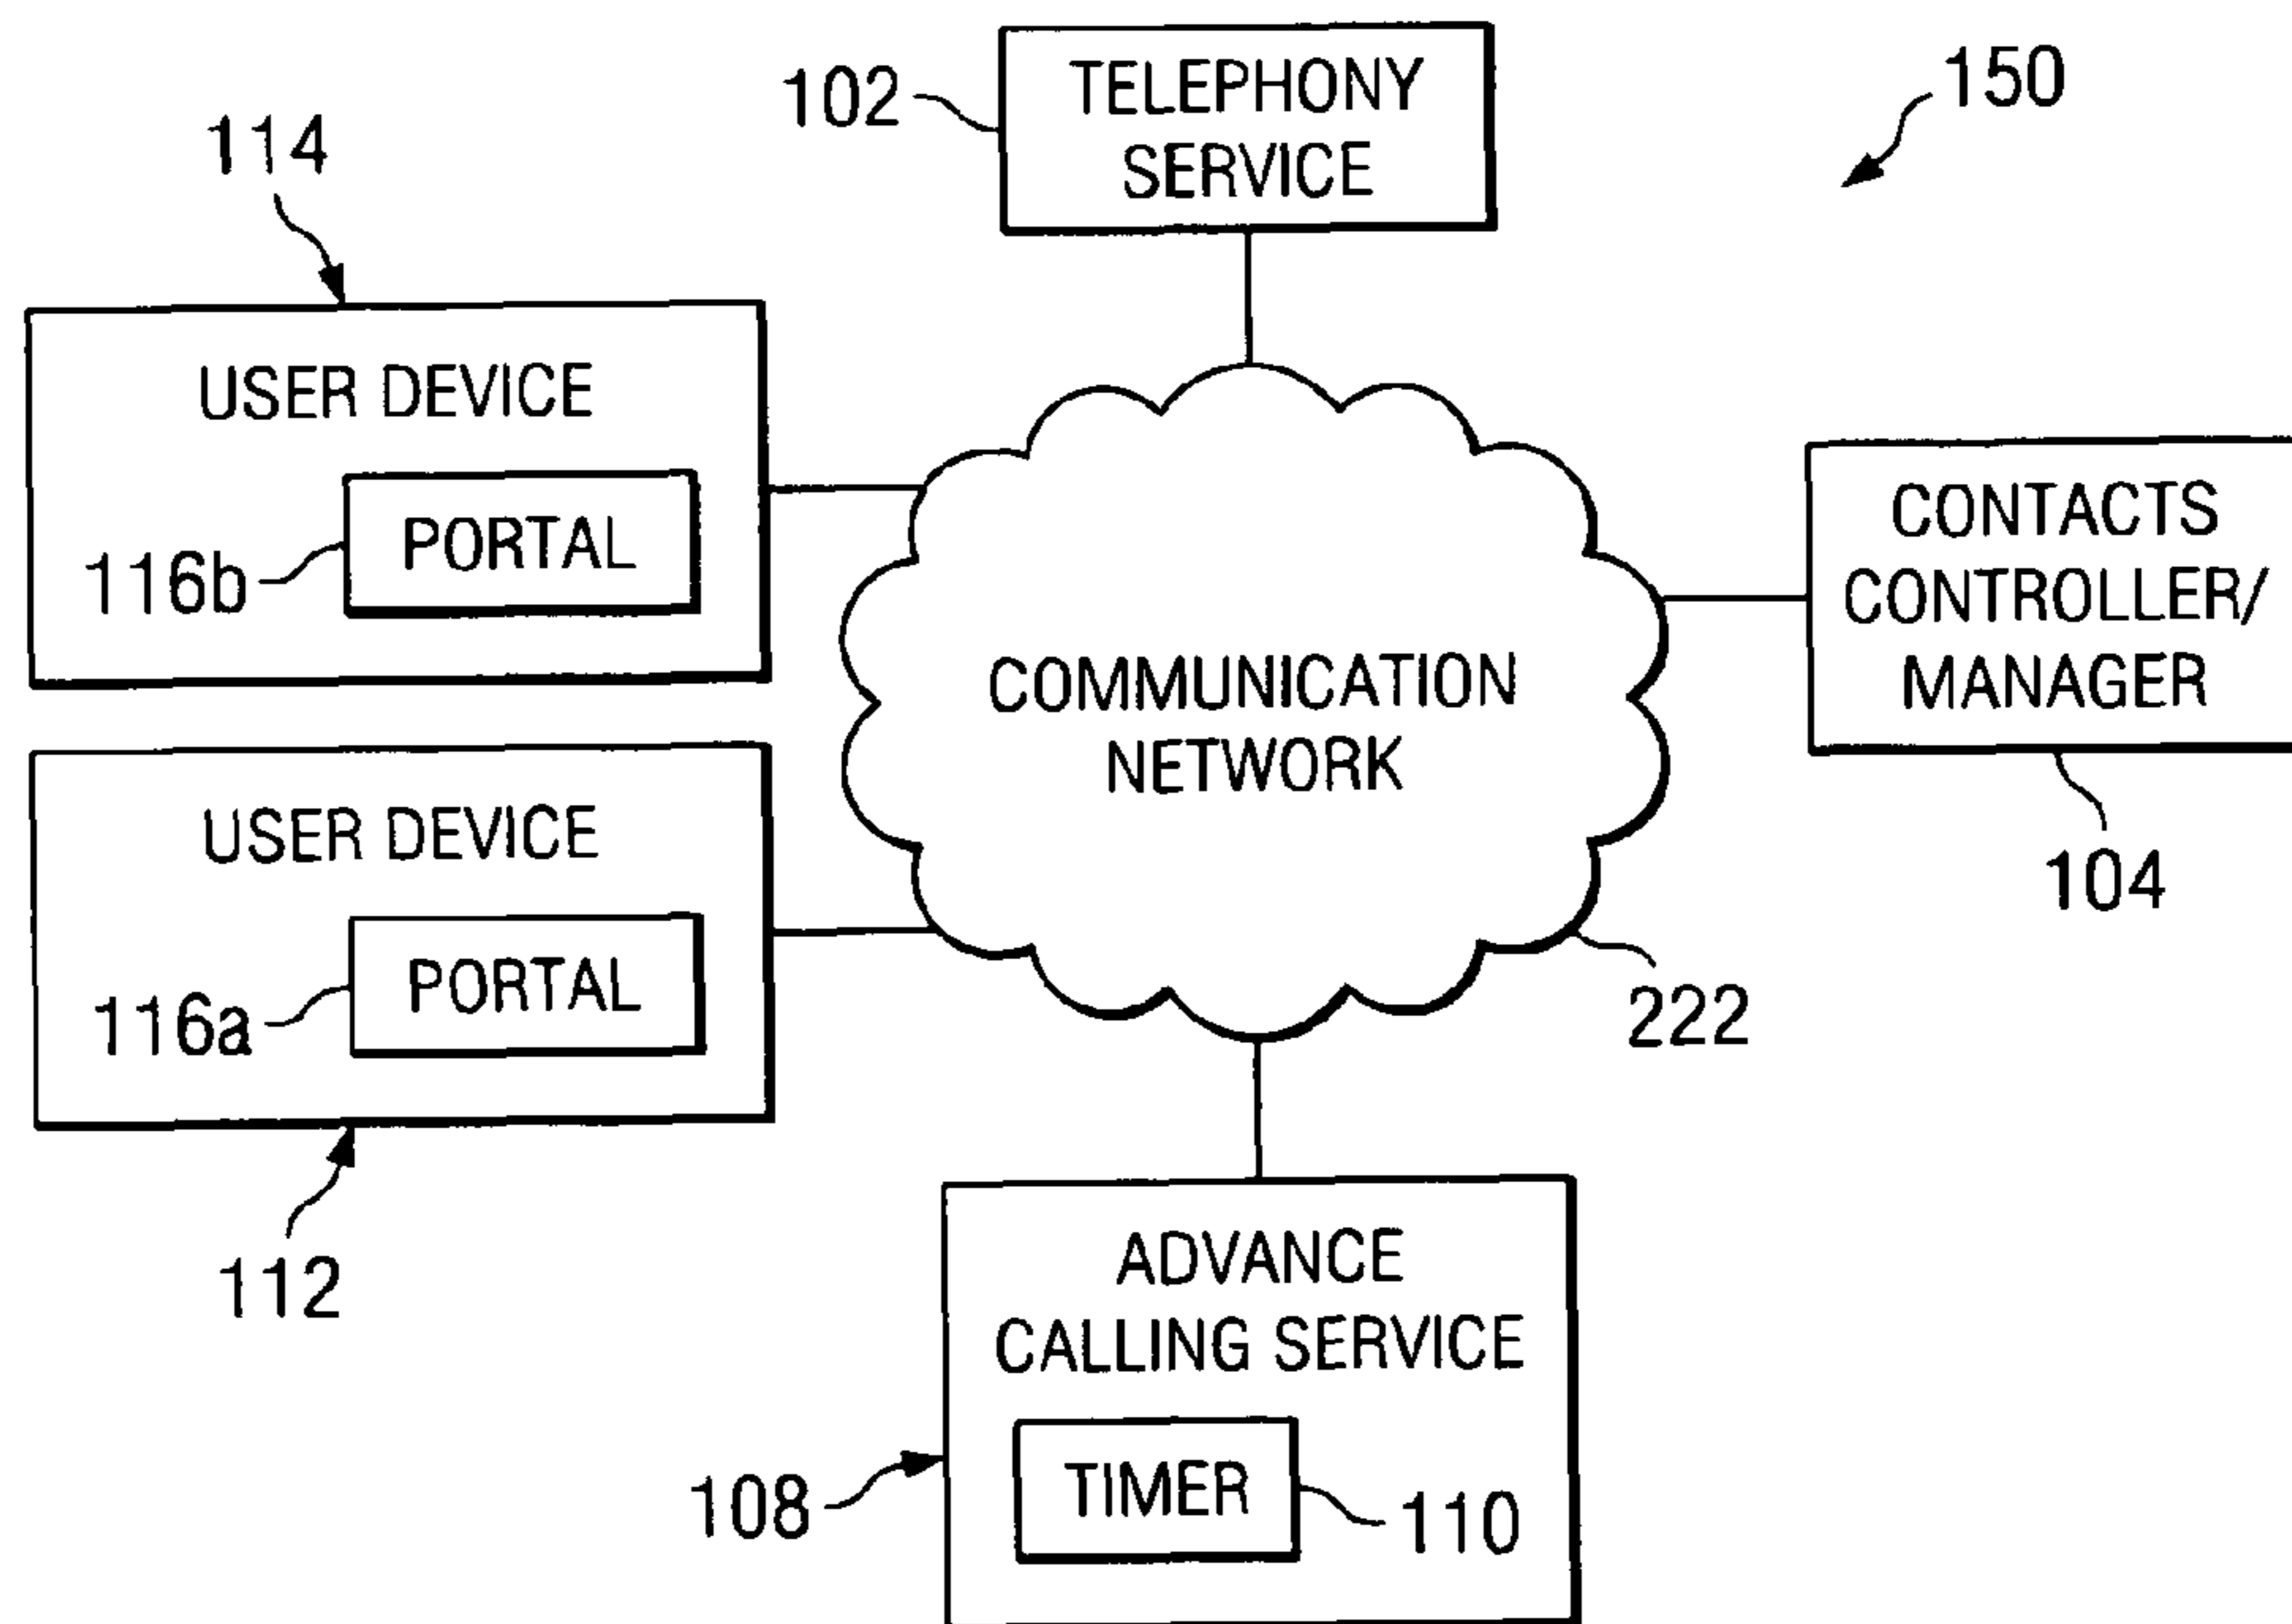 102
TELEPHONY
SERVICE
150
114
USER DEVICE
116b
PORTAL
COMMUNICATION
NETWORK
CONTACTS
CONTROLLER/
MANAGER
104
USER DEVICE
116a
PORTAL
222
112
ADVANCE
CALLING SERVICE
108
TIMER
110